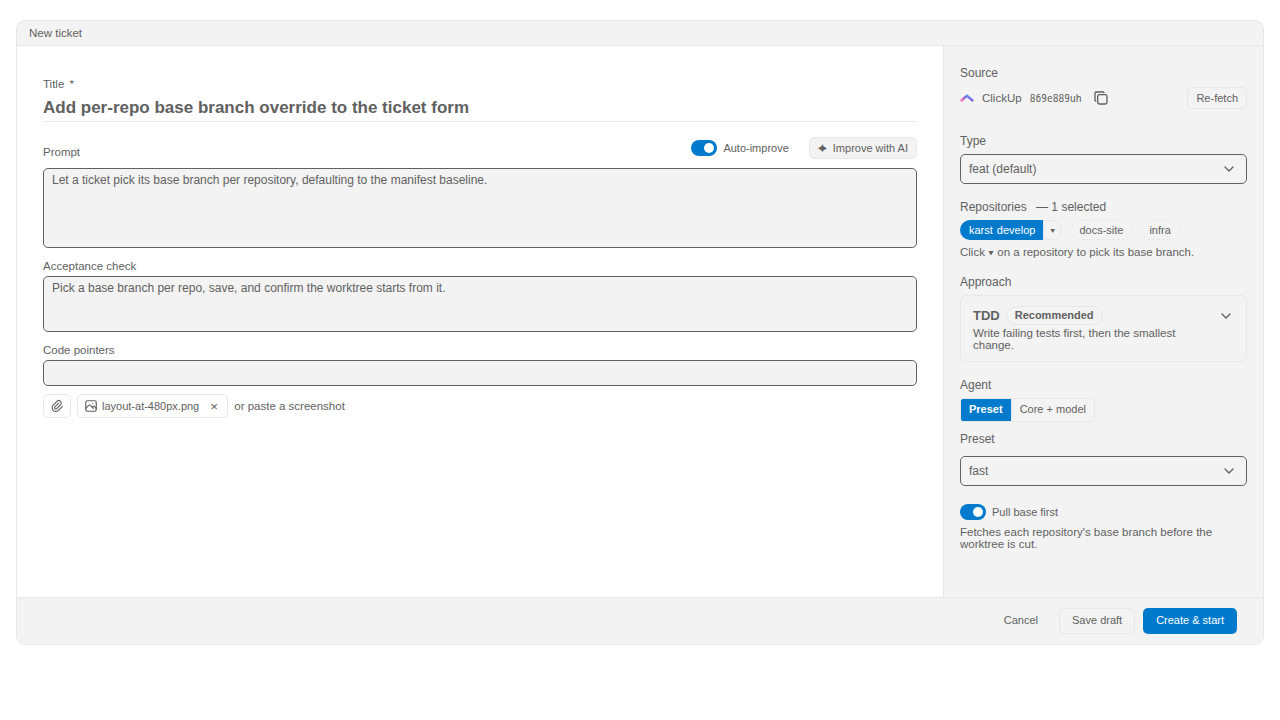 New ticket
Title *
Add per-repo base branch override to the ticket form
Prompt
Auto-improve
Improve with AI
Let a ticket pick its base branch per repository, defaulting to the manifest baseline.
Acceptance check
Pick a base branch per repo, save, and confirm the worktree starts from it.
Code pointers
layout-at-480px.png ×
or paste a screenshot
Source
ClickUp 869e889uh
Re-fetch
Type
feat (default)
Repositories — 1 selected
karst develop ▾ docs-site infra
Click ▾ on a repository to pick its base branch.
Approach
TDD Recommended
Write failing tests first, then the smallest
change.
Agent
Preset Core + model
Preset
fast
Pull base first
Fetches each repository's base branch before the
worktree is cut.
Cancel Save draft Create & start